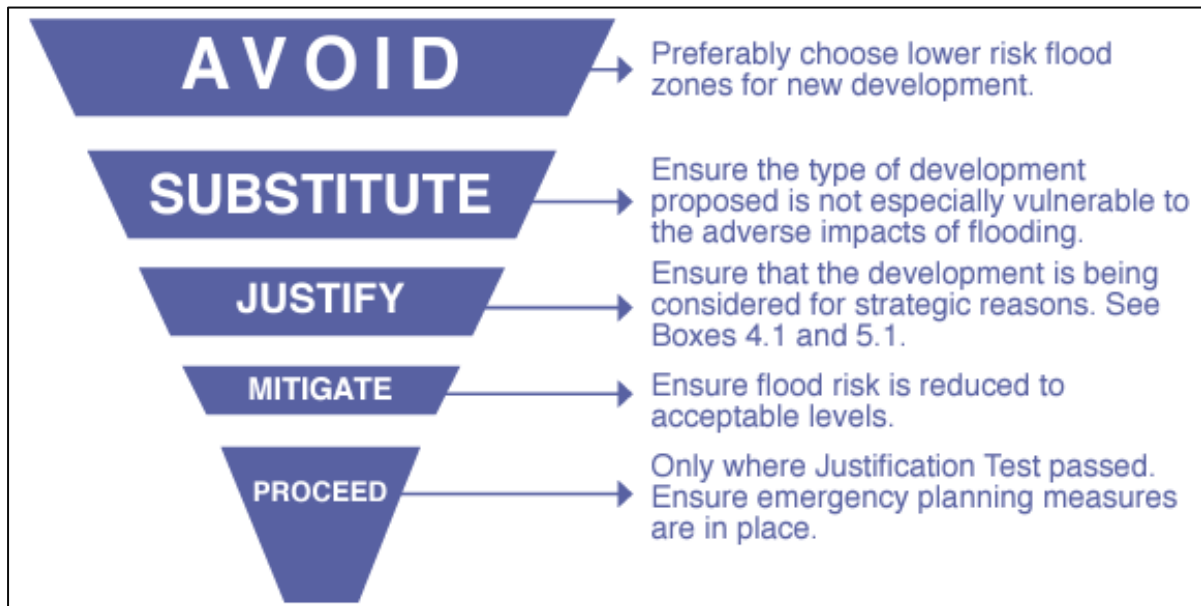 AVOID
Preferably choose lower risk flood
zones for new development.
SUBSTITUTE
Ensure the type of development
proposed is not especially vulnerable to
the adverse impacts of flooding.
JUSTIFY
Ensure that the development is being
considered for strategic reasons. See
Boxes 4.1 and 5.1.
MITIGATE
Ensure flood risk is reduced to
acceptable levels.
PROCEED
Only where Justification Test passed.
Ensure emergency planning measures
are in place.